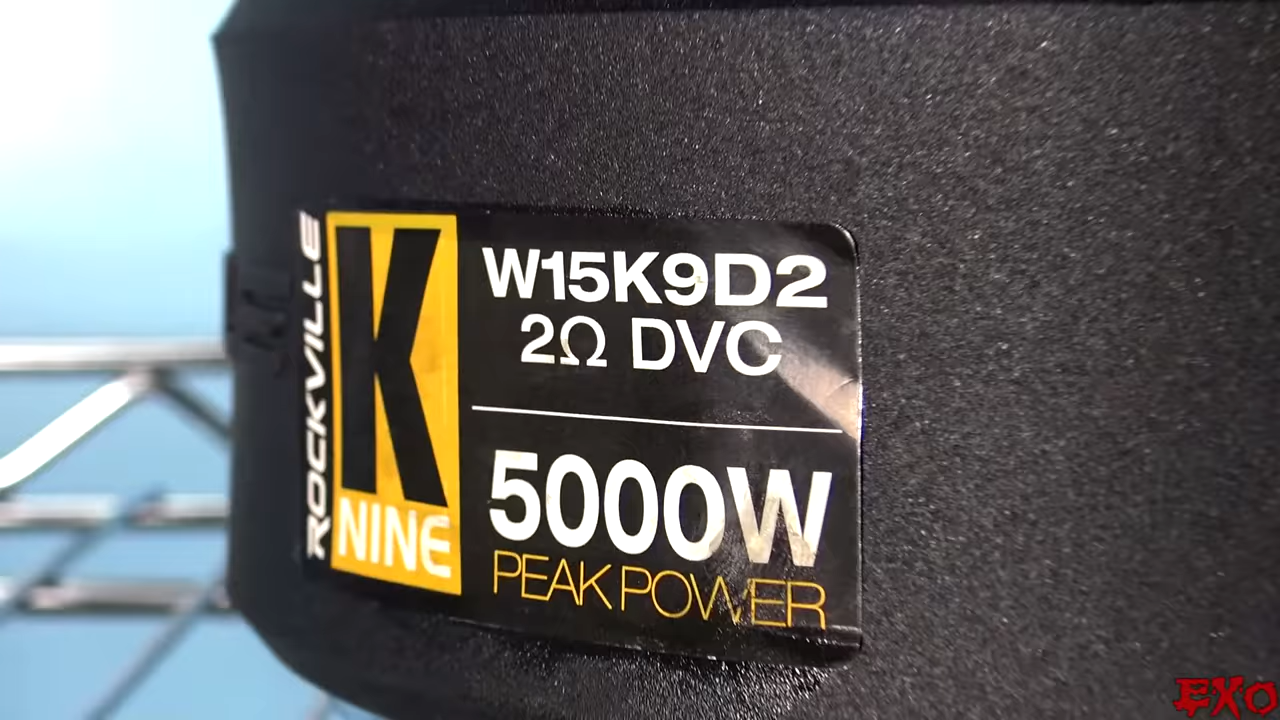 ROCKVILLE
K
NINE
W15K9D2
2Ω DVC
5000W
PEAK POWER
EXO